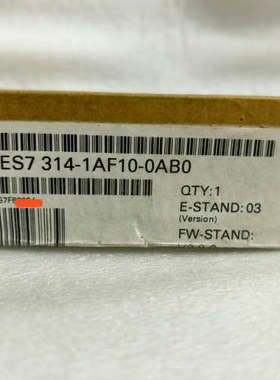 ES7 314-1AF10-0AB0
QTY:1
E-STAND: 03
(Version)
FW-STAND: